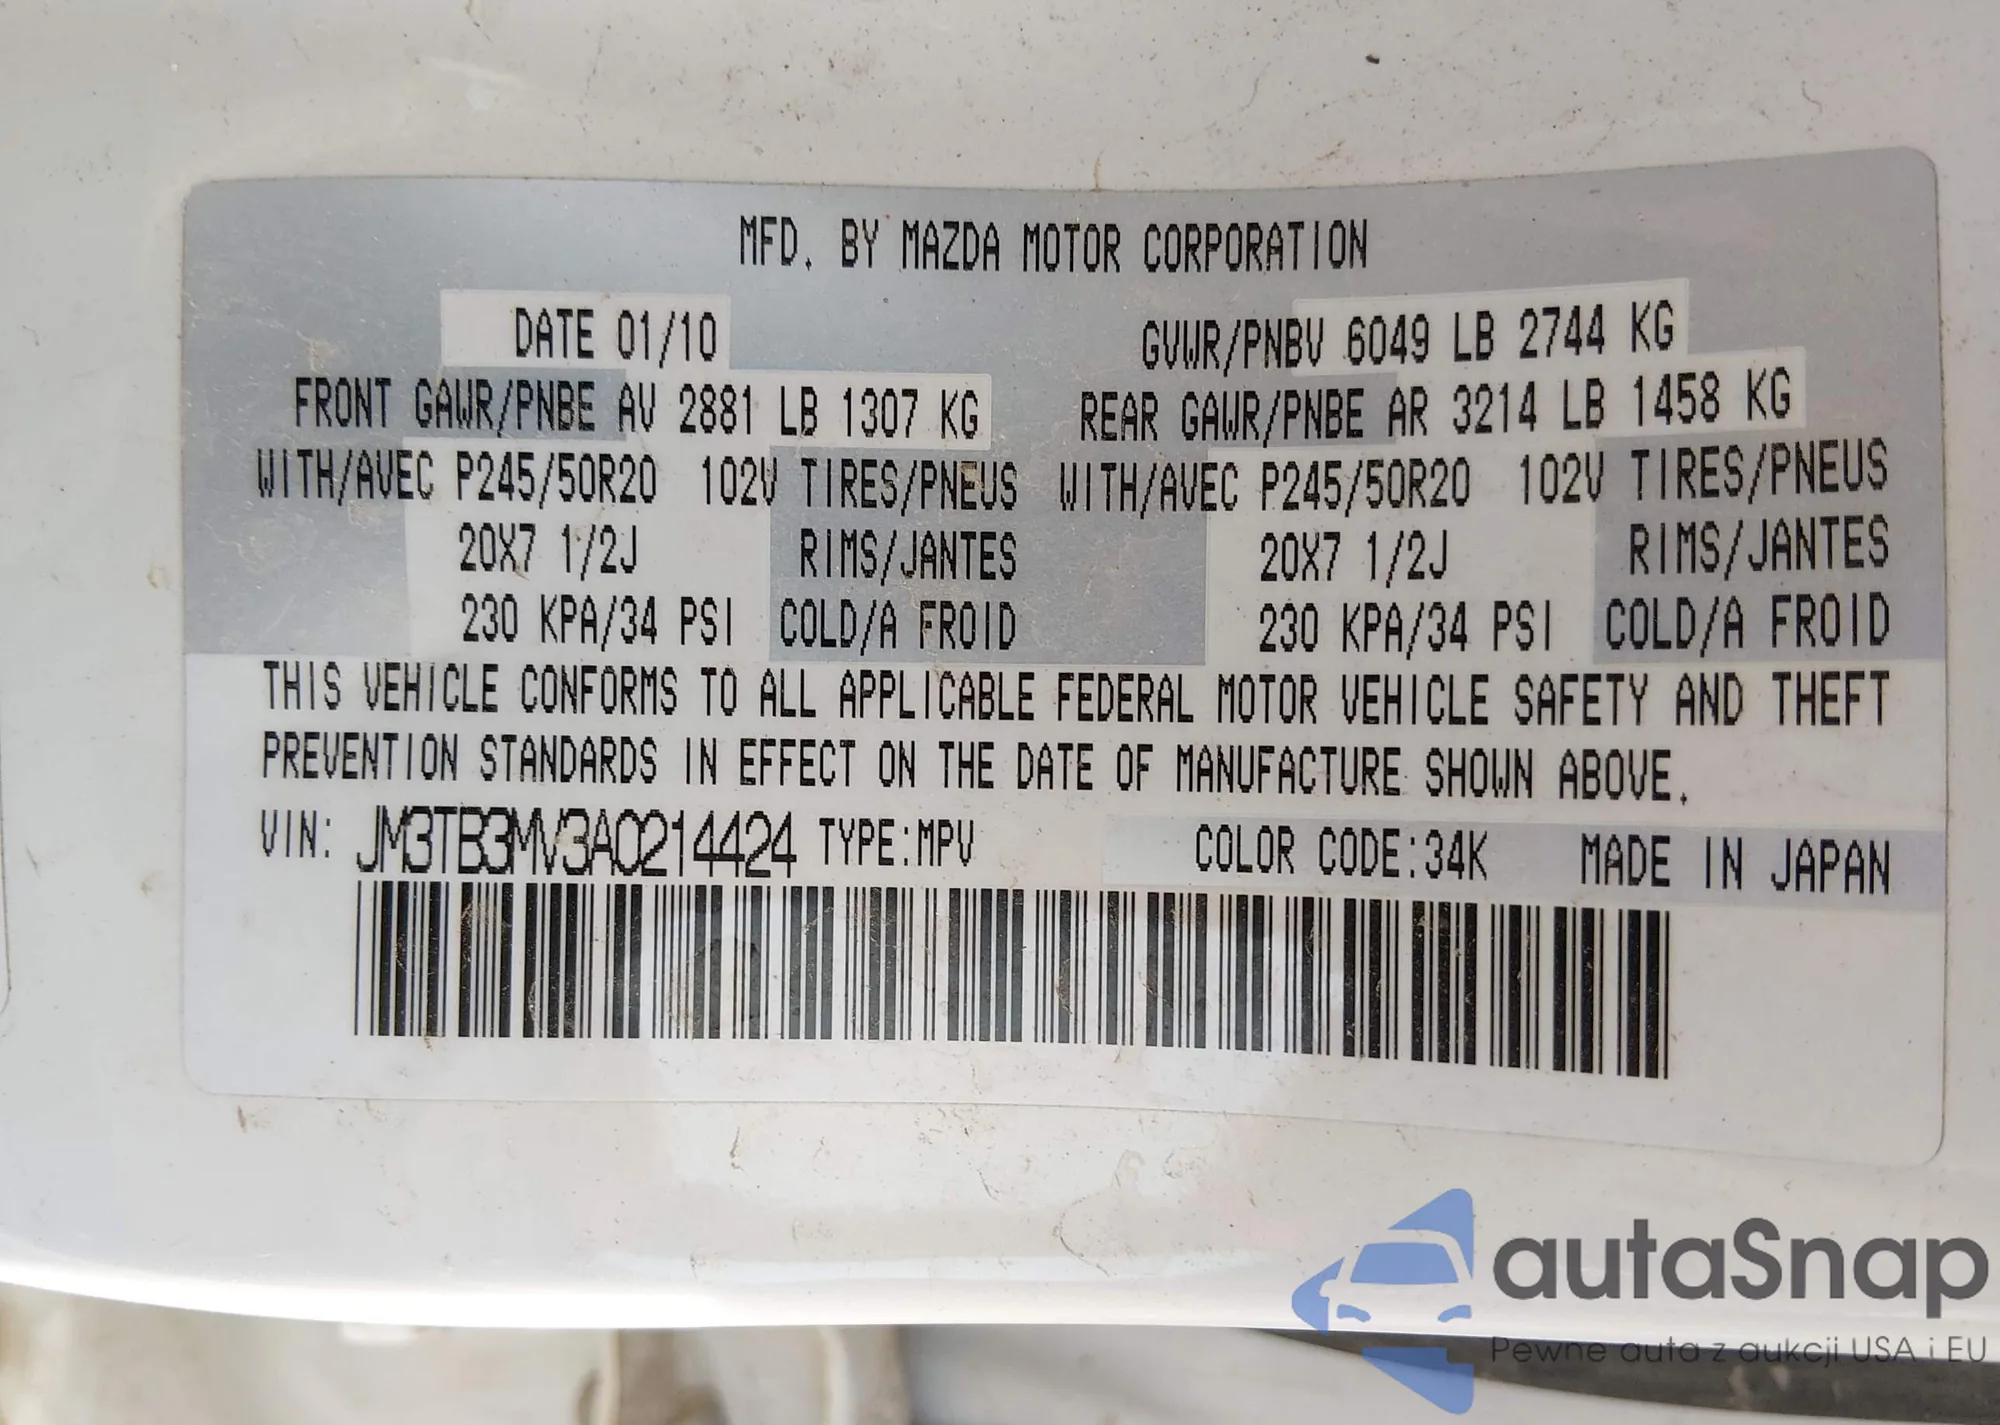 MFD. BY MAZDA MOTOR CORPORATION
DATE 01/10 GVWR/PNBV 6049 LB 2744 KG
FRONT GAWR/PNBE AV 2881 LB 1307 KG REAR GAWR/PNBE AR 3214 LB 1458 KG
WITH/AVEC P245/50R20 102V TIRES/PNEUS WITH/AVEC P245/50R20 102V TIRES/PNEUS
20X7 1/2J RIMS/JANTES 20X7 1/2J RIMS/JANTES
230 KPA/34 PSI COLD/A FROID 230 KPA/34 PSI COLD/A FROID
THIS VEHICLE CONFORMS TO ALL APPLICABLE FEDERAL MOTOR VEHICLE SAFETY AND THEFT
PREVENTION STANDARDS IN EFFECT ON THE DATE OF MANUFACTURE SHOWN ABOVE.
VIN: JM3TB3MV3A0214424 TYPE:MPV COLOR CODE:34K MADE IN JAPAN
autaSnap
Pewne auta z aukcji USA i EU